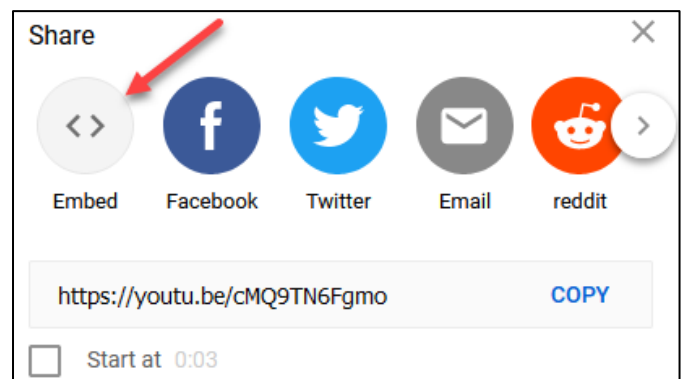 Share
Embed Facebook Twitter Email reddit
https://youtu.be/cMQ9TN6Fgmo COPY
Start at 0:03